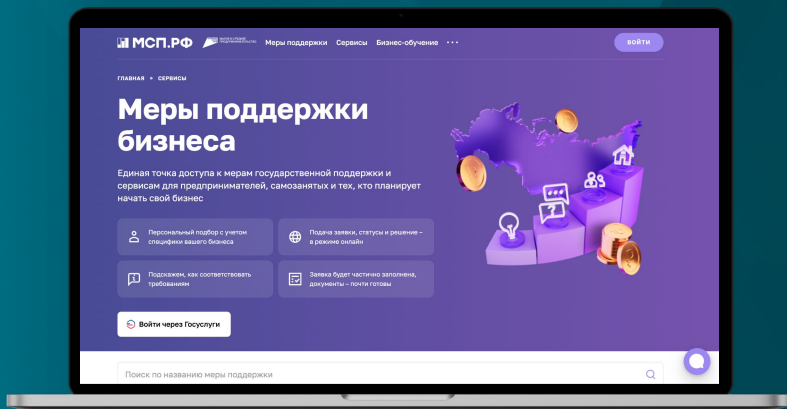 МСП.РФ
МАЛОЕ И СРЕДНЕЕ
ПРЕДПРИНИМАТЕЛЬСТВО
Меры поддержки Сервисы Бизнес-обучение ···
ВОЙТИ
ГЛАВНАЯ • СЕРВИСЫ
Меры поддержки
бизнеса
Единая точка доступа к мерам государственной поддержки и
сервисам для предпринимателей, самозанятых и тех, кто планирует
начать свой бизнес
Персональный подбор с учетом
специфики вашего бизнеса
Подача заявки, статусы и решение –
в режиме онлайн
Подскажем, как соответствовать
требованиям
Заявка будет частично заполнена,
документы – почти готовы
Войти через Госуслуги
Поиск по названию меры поддержки